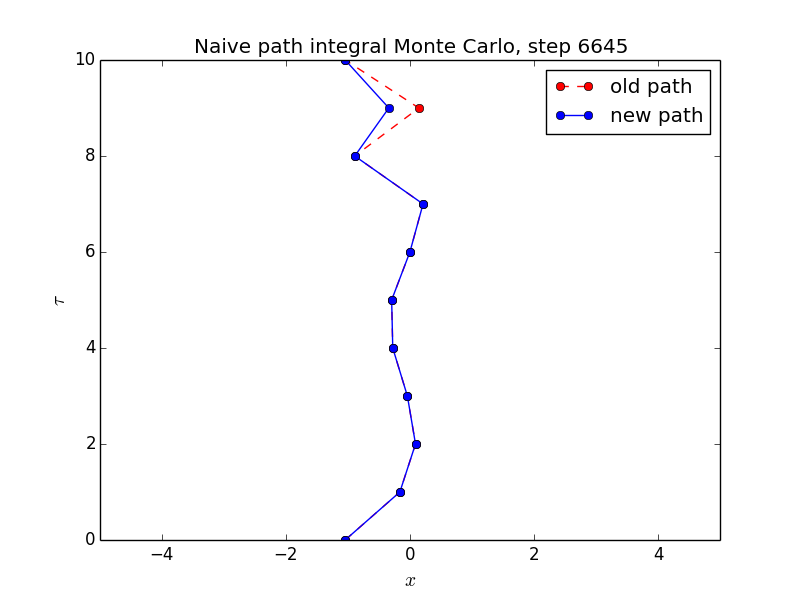 Naive path integral Monte Carlo, step 6645
old path
new path
10
8
6
4
2
0
τ
−4
−2
0
2
4
x